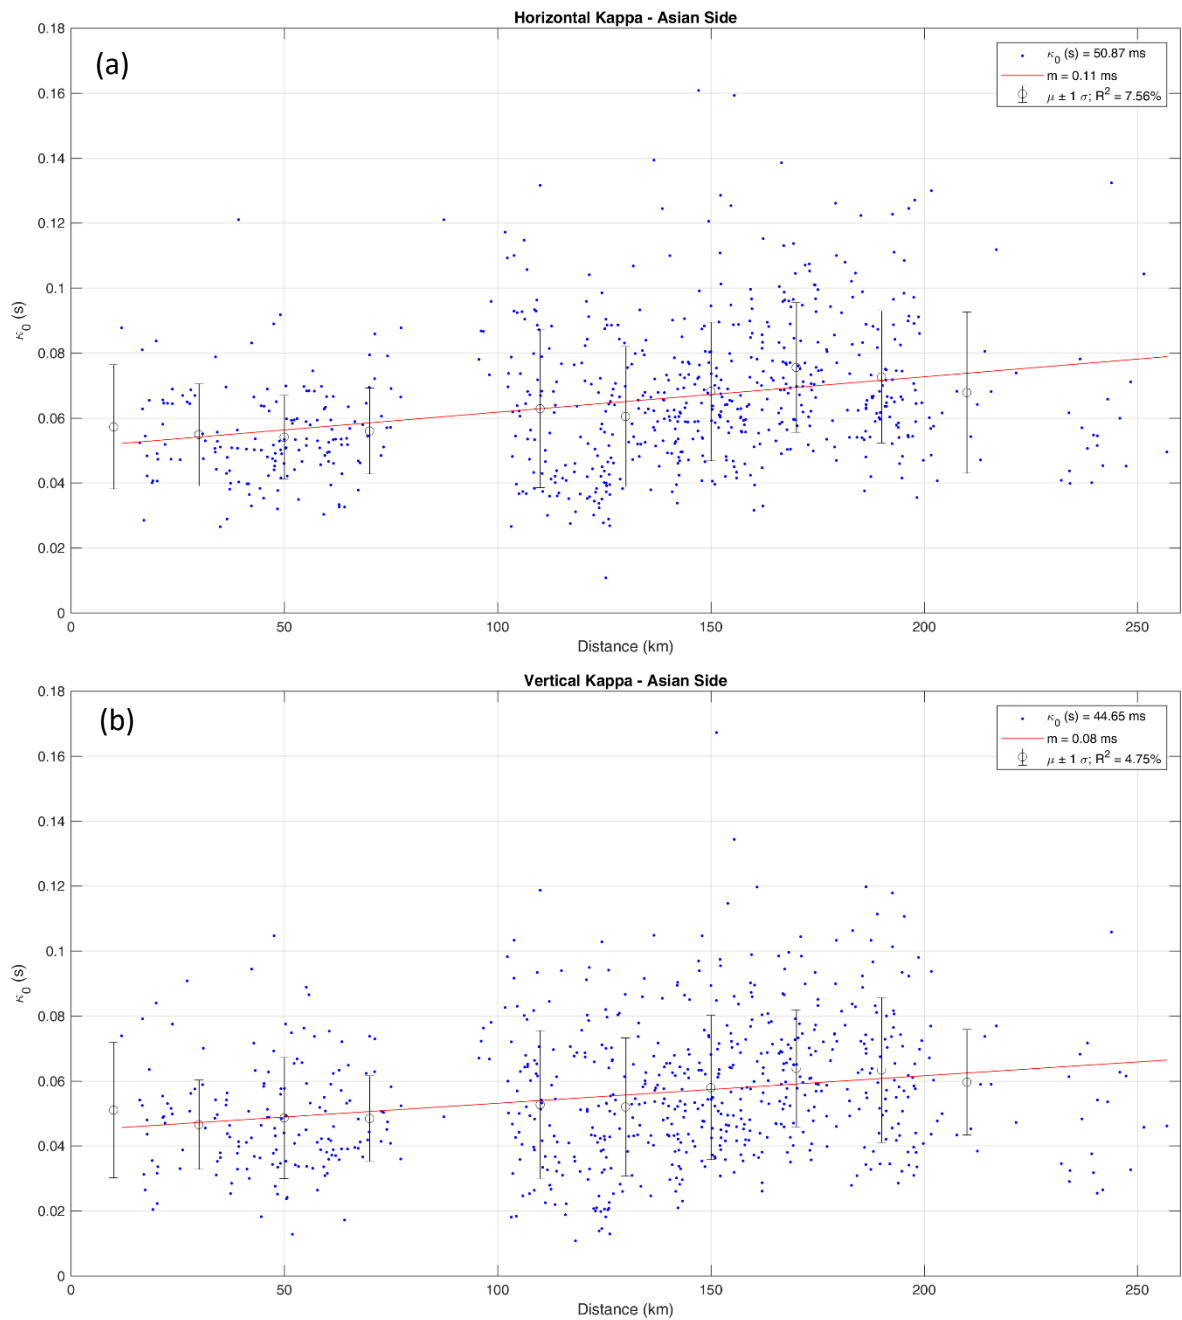 Horizontal Kappa - Asian Side
(a)
κ₀ (s) = 50.87 ms
m = 0.11 ms
μ ± 1 σ; R² = 7.56%
0.18
0.16
0.14
0.12
0.1
0.08
0.06
0.04
0.02
0
κ₀ (s)
0 50 100 150 200 250
Distance (km)
Vertical Kappa - Asian Side
(b)
κ₀ (s) = 44.65 ms
m = 0.08 ms
μ ± 1 σ; R² = 4.75%
0.18
0.16
0.14
0.12
0.1
0.08
0.06
0.04
0.02
0
κ₀ (s)
0 50 100 150 200 250
Distance (km)